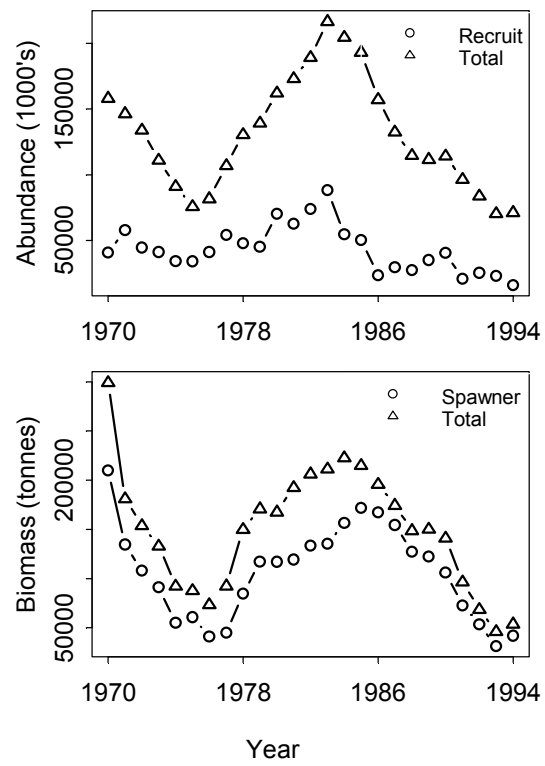 Abundance (1000's)
150000
50000
Recruit
Total
1970 1978 1986 1994
Biomass (tonnes)
200000
50000
Spawner
Total
1970 1978 1986 1994
Year